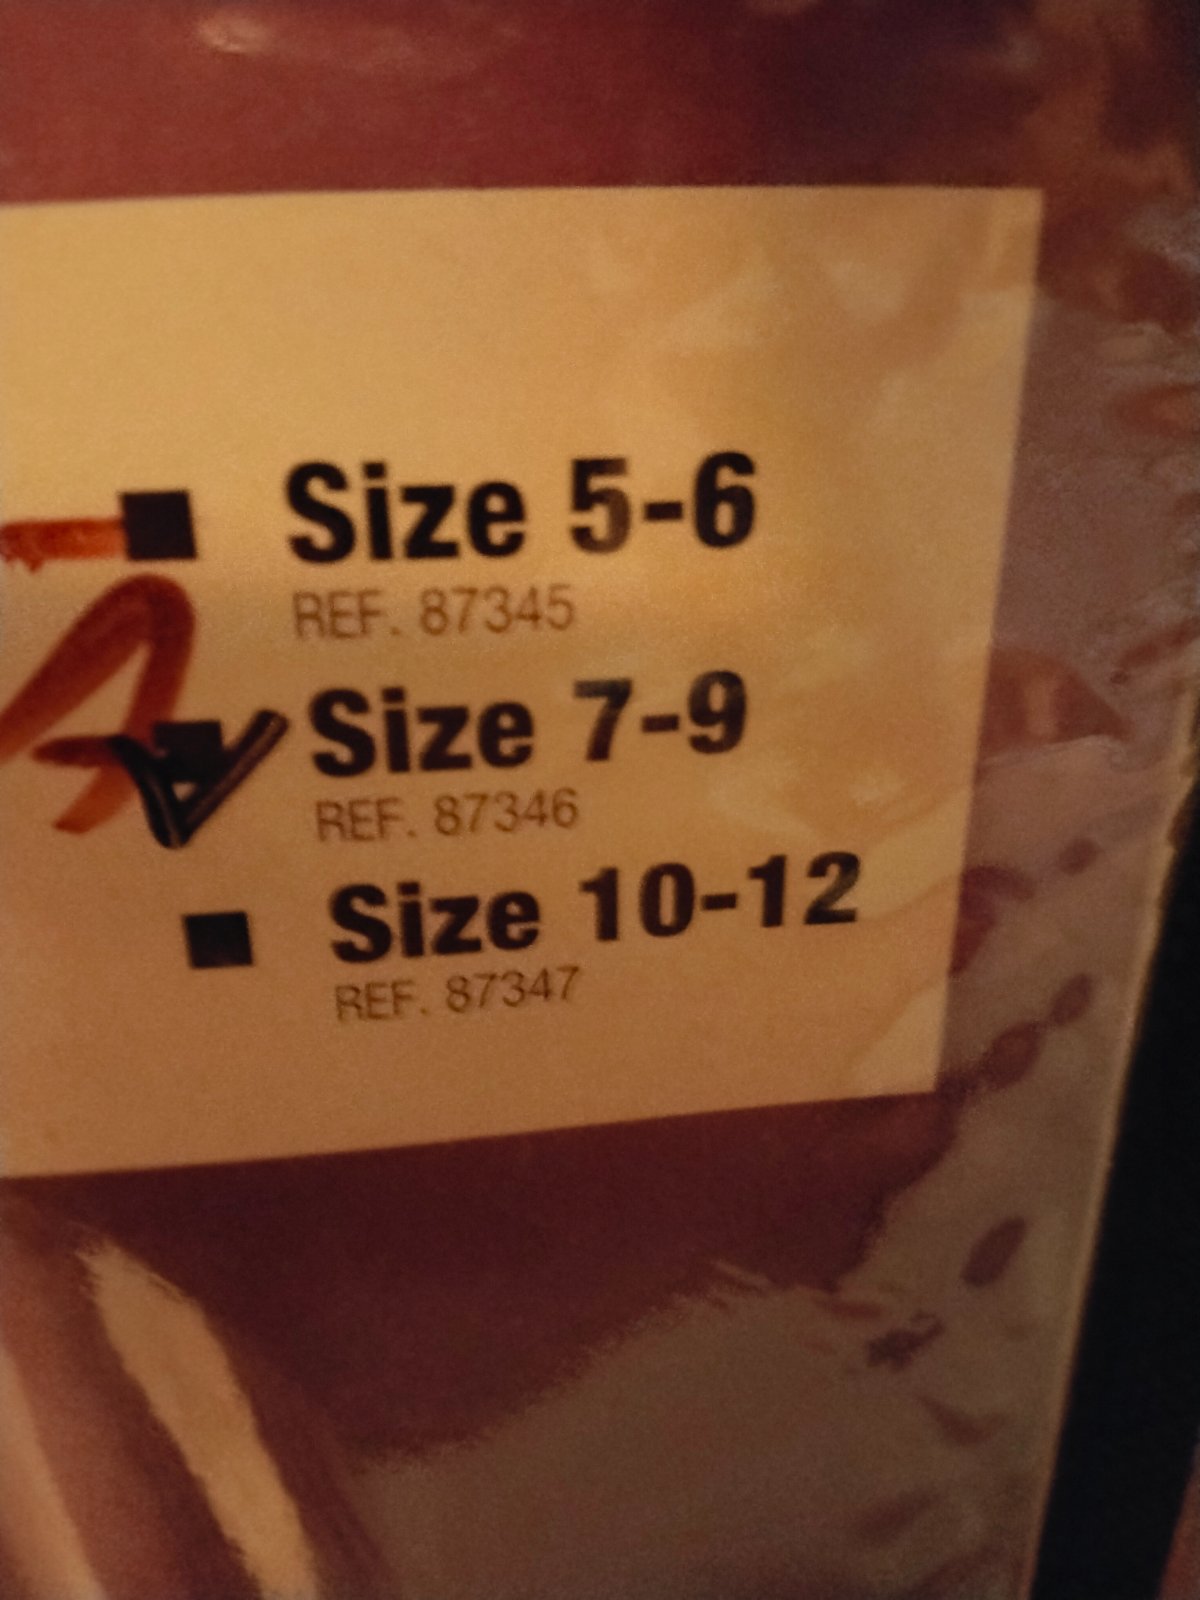 Size 5-6
REF. 87345
Size 7-9
REF. 87346
Size 10-12
REF. 87347